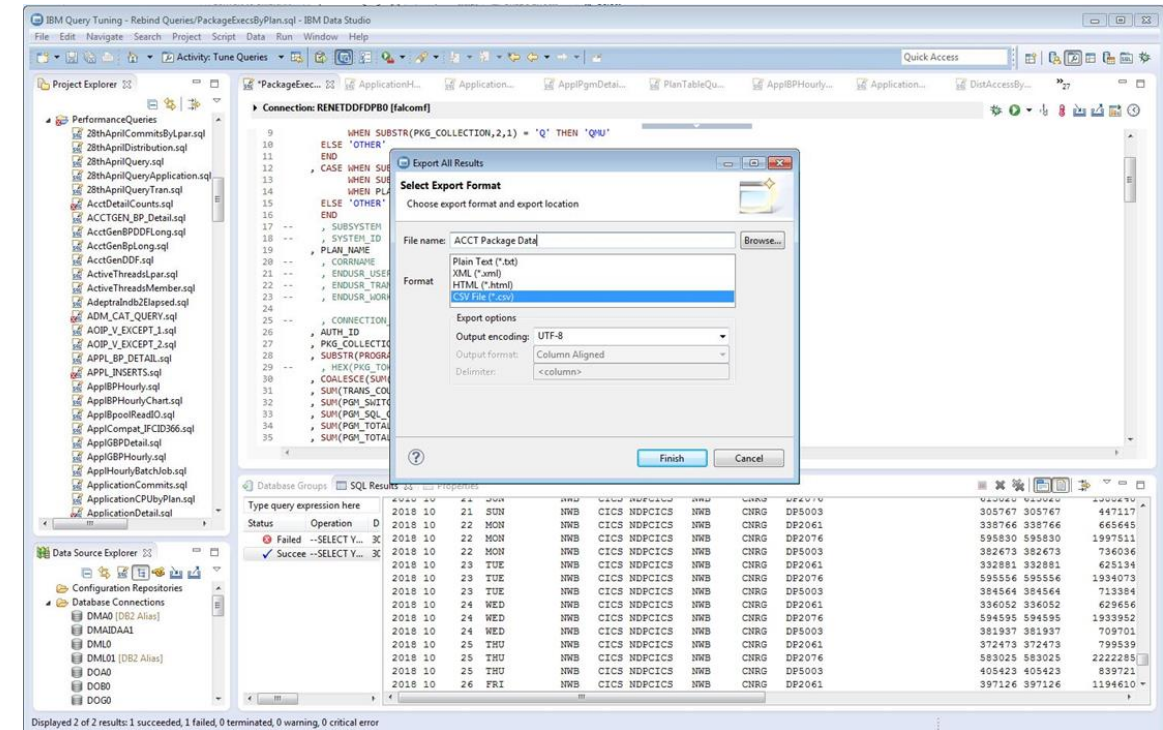 IBM Query Tuning - Rebind Queries/PackageExecsByPlan.sql - IBM Data Studio
File Edit Navigate Search Project Script Data Run Window Help
Activity: Tune Queries
Quick Access
Project Explorer
PerformanceQueries
28thAprilCommitsByLpar.sql
28thAprilDistribution.sql
28thAprilQuery.sql
28thAprilQueryApplication.sql
28thAprilQueryTran.sql
AcctDetailCounts.sql
ACCTGEN_BP_Detail.sql
AcctGenBPDDFLong.sql
AcctGenBpLong.sql
AcctGenDDF.sql
ActiveThreadsLpar.sql
ActiveThreadsMember.sql
AdeptraIndb2Elapsed.sql
ADM_CAT_QUERY.sql
AOIP_V_EXCEPT_1.sql
AOIP_V_EXCEPT_2.sql
APPL_BP_DETAIL.sql
APPL_INSERTS.sql
ApplBPHourly.sql
ApplBPHourlyChart.sql
ApplBpoolReadIO.sql
ApplCompat_IFCID366.sql
ApplGBPDetail.sql
ApplGBPHourly.sql
ApplHourlyBatchJob.sql
ApplicationCommits.sql
ApplicationCPUbyPlan.sql
ApplicationDetail.sql
Data Source Explorer
Configuration Repositories
Database Connections
DMA0 [DB2 Alias]
DMAIDAA1
DML0
DML01 [DB2 Alias]
DOA0
DOB0
DOG0
*PackageExec... ApplicationH... Application... ApplPgmDetai... PlanTableQu... ApplBPHourly... Application... DistAccessBy... »27
Connection: RENETDDFDPB0 [falcomf]
9 WHEN SUBSTR(PKG_COLLECTION,2,1) = 'Q' THEN 'QMU'
10 ELSE 'OTHER'
11 END
12 , CASE WHEN SUB
13 WHEN SUB
14 WHEN PLA
15 ELSE 'OTHER'
16 END
17 -- , SUBSYSTEM
18 -- , SYSTEM_ID
19 , PLAN_NAME
20 -- , CORRNAME
21 -- , ENDUSR_USER
22 -- , ENDUSR_TRAN
23 -- , ENDUSR_WORK
24
25 -- , CONNECTION_
26 , AUTH_ID
27 , PKG_COLLECTIO
28 , SUBSTR(PROGRA
29 -- , HEX(PKG_TOK
30 , COALESCE(SUM(
31 , SUM(TRANS_COU
32 , SUM(PGM_SWITC
33 , SUM(PGM_SQL_C
34 , SUM(PGM_TOTAL
35 , SUM(PGM_TOTAL
Export All Results
Select Export Format
Choose export format and export location
File name: ACCT Package Data Browse...
Format
Plain Text (*.txt)
XML (*.xml)
HTML (*.html)
CSV File (*.csv)
Export options
Output encoding: UTF-8
Output format: Column Aligned
Delimiter: <column>
Finish Cancel
Database Groups SQL Results Properties
Type query expression here
Status Operation D
Failed --SELECT Y... 30
Succee --SELECT Y... 30
2018 10 21 SUN NWB CICS NDPCICS NWB CNRG DP5003 305767 305767 447117
2018 10 22 MON NWB CICS NDPCICS NWB CNRG DP2061 338766 338766 665645
2018 10 22 MON NWB CICS NDPCICS NWB CNRG DP2076 595830 595830 1997511
2018 10 22 MON NWB CICS NDPCICS NWB CNRG DP5003 382673 382673 736036
2018 10 23 TUE NWB CICS NDPCICS NWB CNRG DP2061 332881 332881 625134
2018 10 23 TUE NWB CICS NDPCICS NWB CNRG DP2076 595556 595556 1934073
2018 10 23 TUE NWB CICS NDPCICS NWB CNRG DP5003 384564 384564 713384
2018 10 24 WED NWB CICS NDPCICS NWB CNRG DP2061 336052 336052 629656
2018 10 24 WED NWB CICS NDPCICS NWB CNRG DP2076 594595 594595 1933952
2018 10 24 WED NWB CICS NDPCICS NWB CNRG DP5003 381937 381937 709701
2018 10 25 THU NWB CICS NDPCICS NWB CNRG DP2061 372473 372473 799539
2018 10 25 THU NWB CICS NDPCICS NWB CNRG DP2076 583025 583025 2222285
2018 10 25 THU NWB CICS NDPCICS NWB CNRG DP5003 405423 405423 839721
2018 10 26 FRI NWB CICS NDPCICS NWB CNRG DP2061 397126 397126 1194610
Displayed 2 of 2 results: 1 succeeded, 1 failed, 0 terminated, 0 warning, 0 critical error